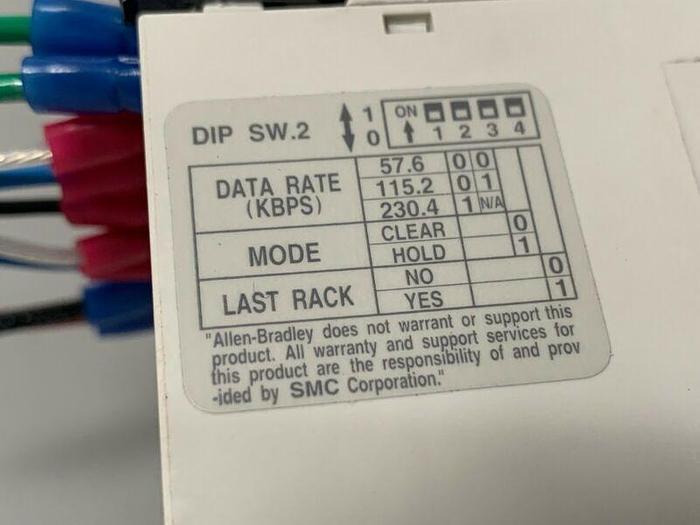 DIP SW.2 1 0 ON 1 2 3 4
DATA RATE (KBPS) 57.6 0 0
115.2 0 1
230.4 1 N/A
MODE CLEAR 0
HOLD 1
LAST RACK NO 0
YES 1
"Allen-Bradley does not warrant or support this
product. All warranty and support services for
this product are the responsibility of and prov
-ided by SMC Corporation."